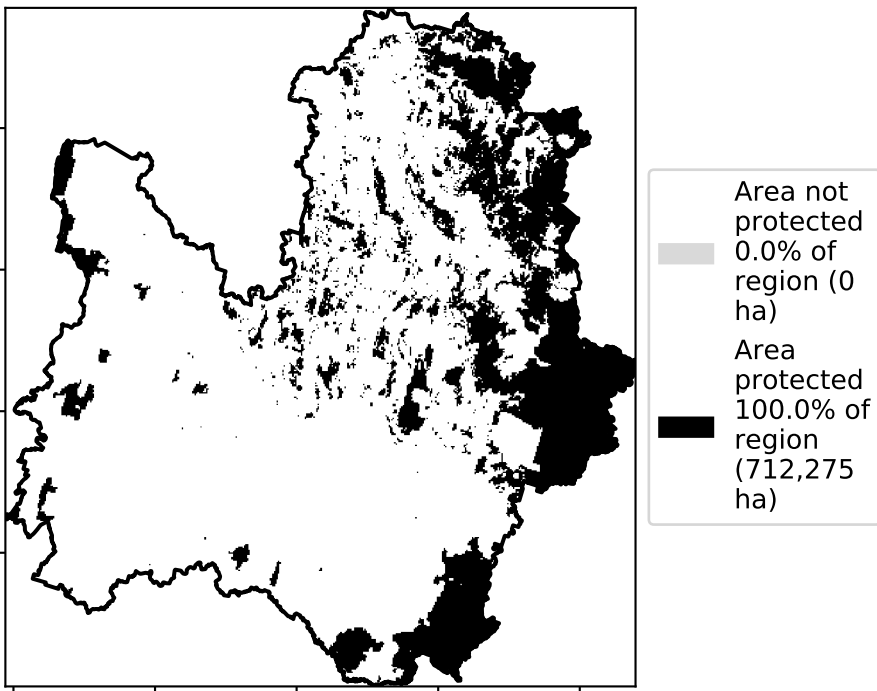 Area not
protected
0.0% of
region (0
ha)
Area
protected
100.0% of
region
(712,275
ha)